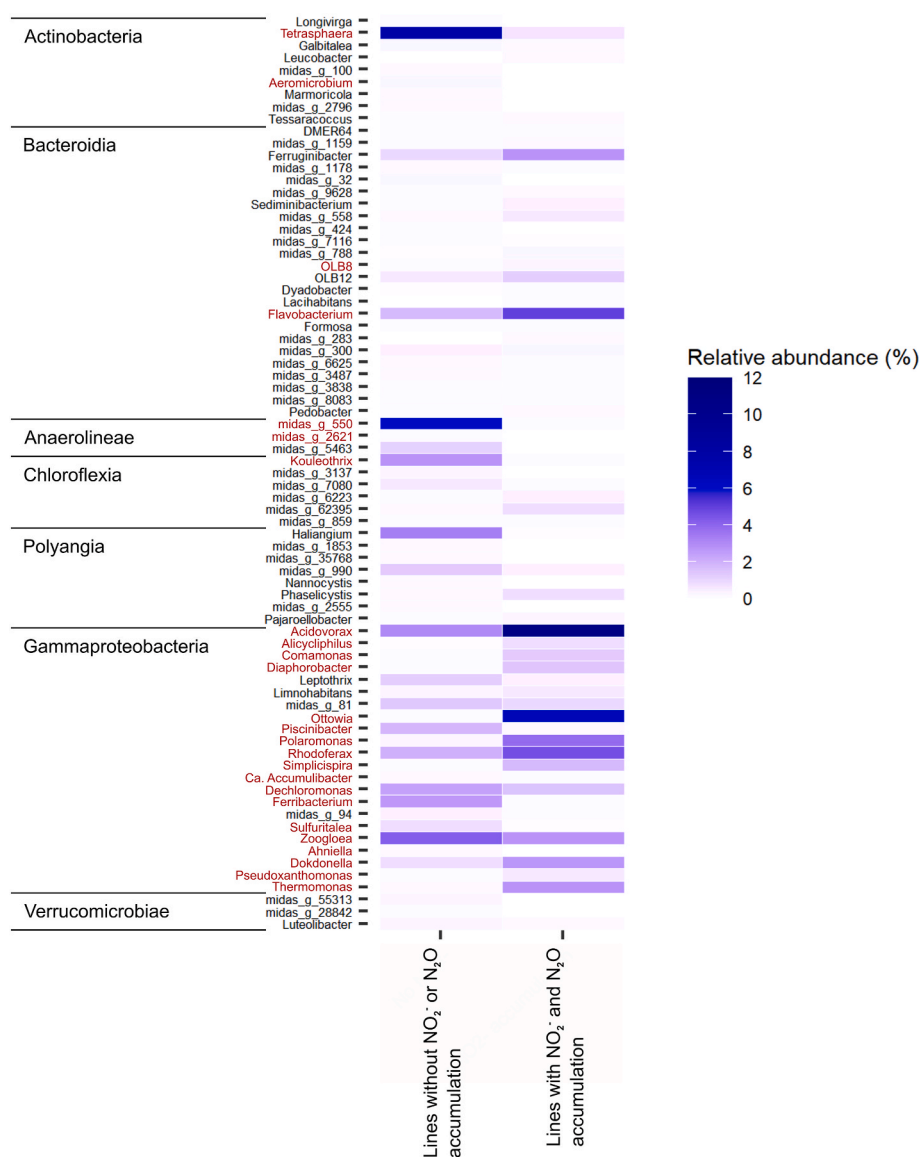 Actinobacteria
Longivirga
Tetrasphaera
Galbitalea
Leucobacter
midas_g_100
Aeromicrobium
Marmoricola
midas_g_2796
Tessaracoccus
Bacteroidia
DMER64
midas_g_1159
Ferruginibacter
midas_g_1178
midas_g_32
midas_g_9628
Sediminibacterium
midas_g_558
midas_g_424
midas_g_7116
midas_g_788
OLB8
OLB12
Dyadobacter
Lacihabitans
Flavobacterium
Formosa
midas_g_283
midas_g_300
midas_g_6625
midas_g_3487
midas_g_3838
midas_g_8083
Pedobacter
Anaerolineae
midas_g_550
midas_g_2621
midas_g_5463
Chloroflexia
Kouleothrix
midas_g_3137
midas_g_7080
midas_g_6223
midas_g_62395
midas_g_859
Polyangia
Haliangium
midas_g_1853
midas_g_35768
midas_g_990
Nannocystis
Phaselicystis
midas_g_2555
Pajaroellobacter
Gammaproteobacteria
Acidovorax
Alicycliphilus
Comamonas
Diaphorobacter
Leptothrix
Limnohabitans
midas_g_81
Ottowia
Piscinibacter
Polaromonas
Rhodoferax
Simplicispira
Ca. Accumulibacter
Dechloromonas
Ferribacterium
midas_g_94
Sulfuritalea
Zoogloea
Ahniella
Dokdonella
Pseudoxanthomonas
Thermomonas
Verrucomicrobiae
midas_g_55313
midas_g_28842
Luteolibacter
Lines without NO₂⁻ or N₂O
accumulation
Lines with NO₂⁻ and N₂O
accumulation
Relative abundance (%)
12
10
8
6
4
2
0